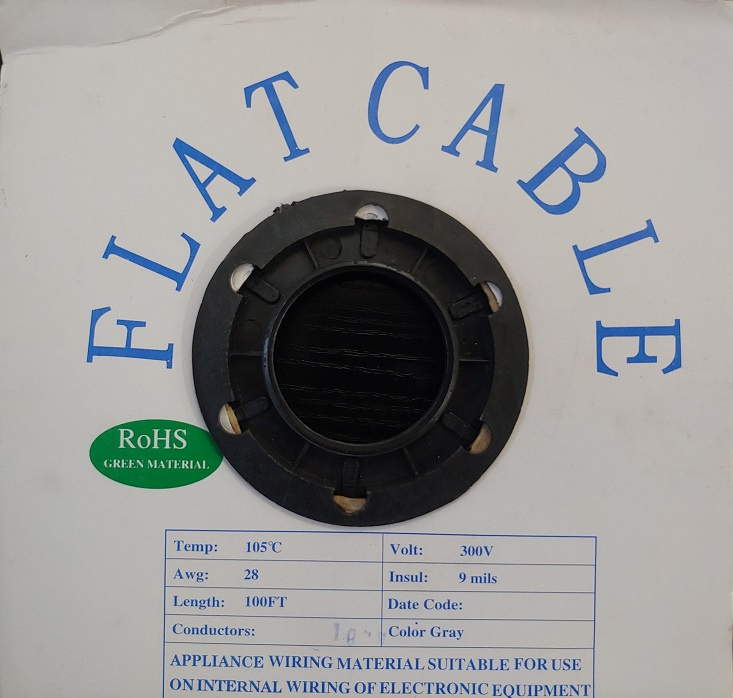 FLAT CABLE
RoHS
GREEN MATERIAL
Temp: 105℃ Volt: 300V
Awg: 28 Insul: 9 mils
Length: 100FT Date Code:
Conductors: Color Gray
APPLIANCE WIRING MATERIAL SUITABLE FOR USE
ON INTERNAL WIRING OF ELECTRONIC EQUIPMENT